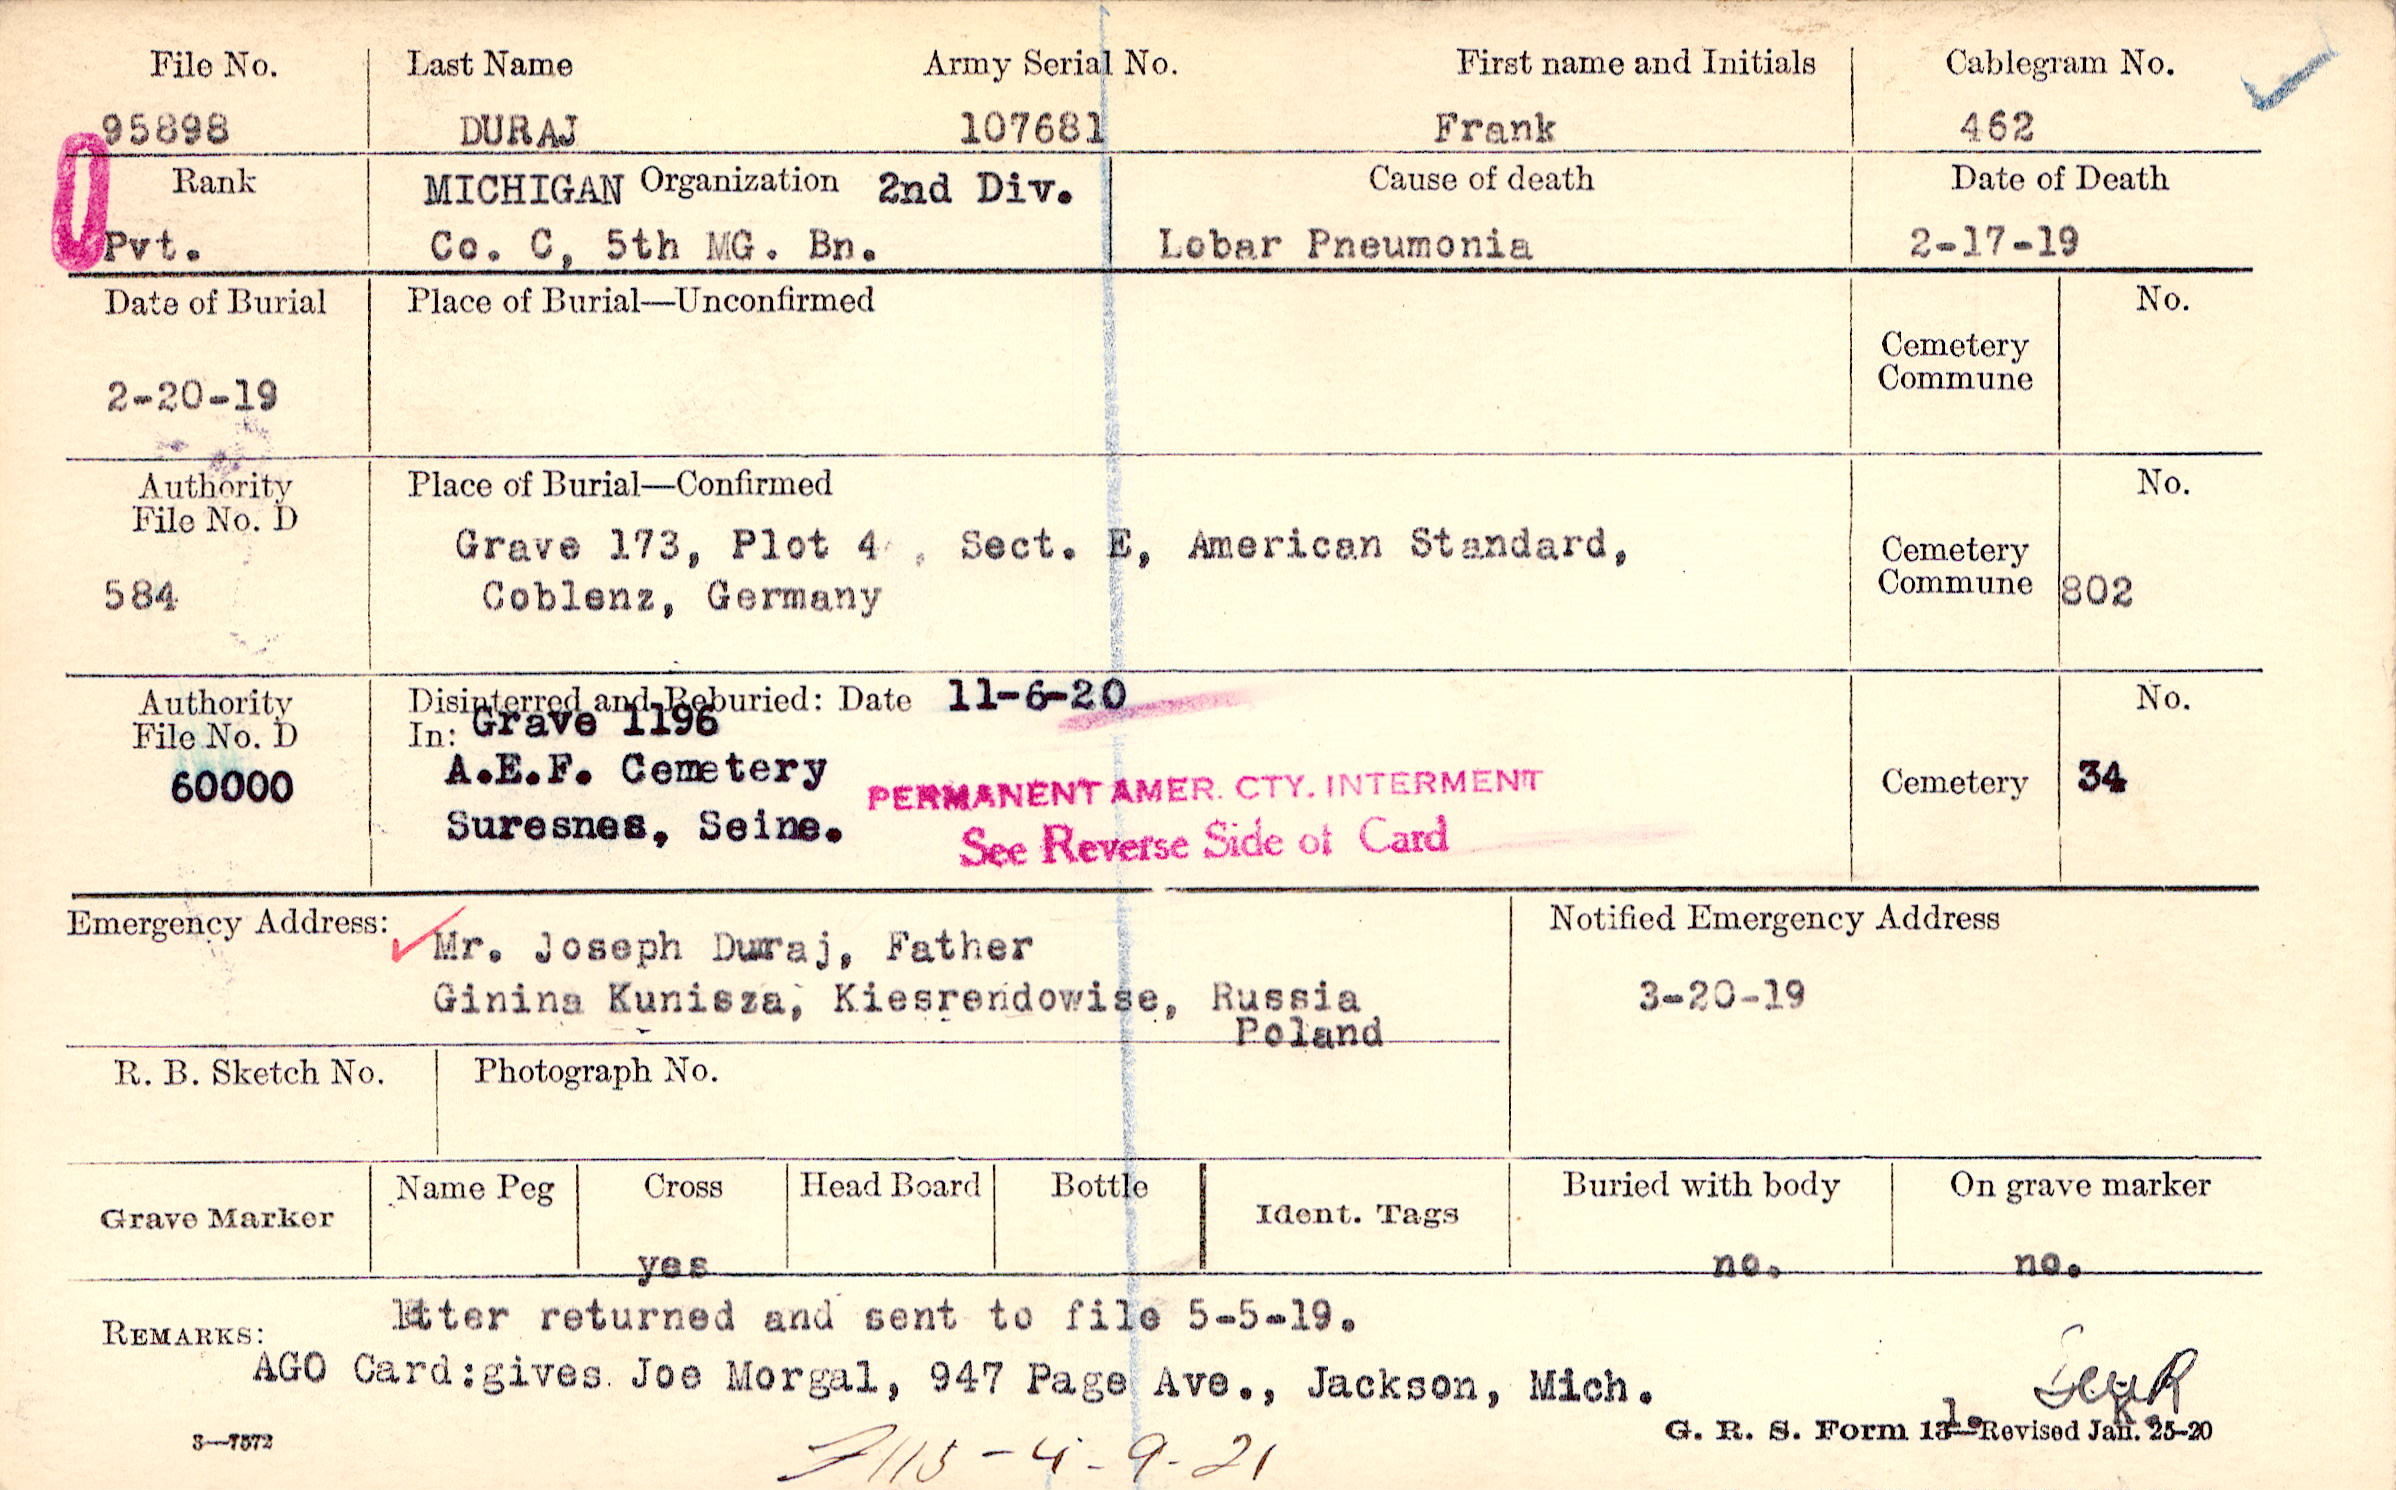 File No. Last Name Army Serial No. First name and Initials Cablegram No.
95898 DURAJ 107681 Frank 462
Rank MICHIGAN Organization 2nd Div. Cause of death Date of Death
Pvt. Co. C, 5th MG. Bn. Lobar Pneumonia 2-17-19
Date of Burial Place of Burial—Unconfirmed No.
Cemetery
Commune
2-20-19
Authority Place of Burial—Confirmed No.
File No. D
Grave 173, Plot 4 , Sect. E, American Standard, Cemetery
584 Coblenz, Germany Commune 802
Authority Disinterred and Reburied: Date 11-6-20 No.
File No. D In: Grave 1196
60000 A.E.F. Cemetery Cemetery 34
PERMANENT AMER. CTY. INTERMENT
Suresnes, Seine.
See Reverse Side of Card
Emergency Address: Notified Emergency Address
Mr. Joseph Duraj, Father
Ginina Kunisza, Kiesrendowise, Russia 3-20-19
Poland
R. B. Sketch No. Photograph No.
Grave Marker Name Peg Cross Head Board Bottle Ident. Tags Buried with body On grave marker
yes no. no.
REMARKS: letter returned and sent to file 5-5-19.
AGO Card:gives Joe Morgal, 947 Page Ave., Jackson, Mich.
G. R. S. Form 13 Revised Jan. 25-20
3—7572
4-9-21